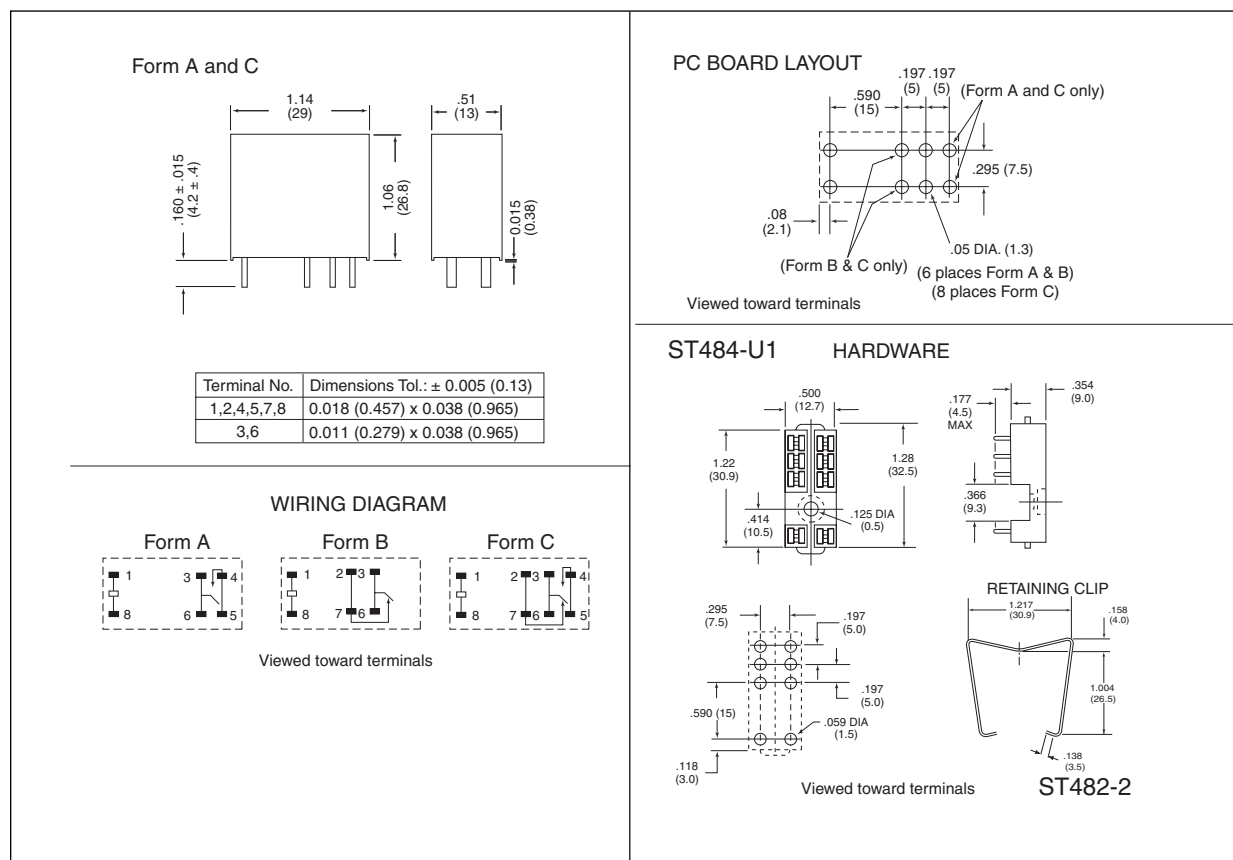 Form A and C
1.14
(29)
.51
(13)
.160 ± .015
(4.2 ± .4)
1.06
(26.8)
0.015
(0.38)
Terminal No. Dimensions Tol.: ± 0.005 (0.13)
1,2,4,5,7,8 0.018 (0.457) x 0.038 (0.965)
3,6 0.011 (0.279) x 0.038 (0.965)
WIRING DIAGRAM
Form A
1
3
4
8
6
5
Form B
1
2
3
8
7
6
Form C
1
2
3
4
8
7
6
5
Viewed toward terminals
PC BOARD LAYOUT
.590
(15)
.197 .197
(5) (5)
(Form A and C only)
.295 (7.5)
.08
(2.1)
.05 DIA. (1.3)
(Form B & C only)
(6 places Form A & B)
(8 places Form C)
Viewed toward terminals
ST484-U1 HARDWARE
.500
(12.7)
1.22
(30.9)
1.28
(32.5)
.414
(10.5)
.125 DIA
(0.5)
.177
(4.5)
MAX
.354
(9.0)
.366
(9.3)
.295
(7.5)
.197
(5.0)
.197
(5.0)
.590 (15)
.059 DIA
(1.5)
.118
(3.0)
RETAINING CLIP
1.217
(30.9)
.158
(4.0)
1.004
(26.5)
.138
(3.5)
Viewed toward terminals
ST482-2